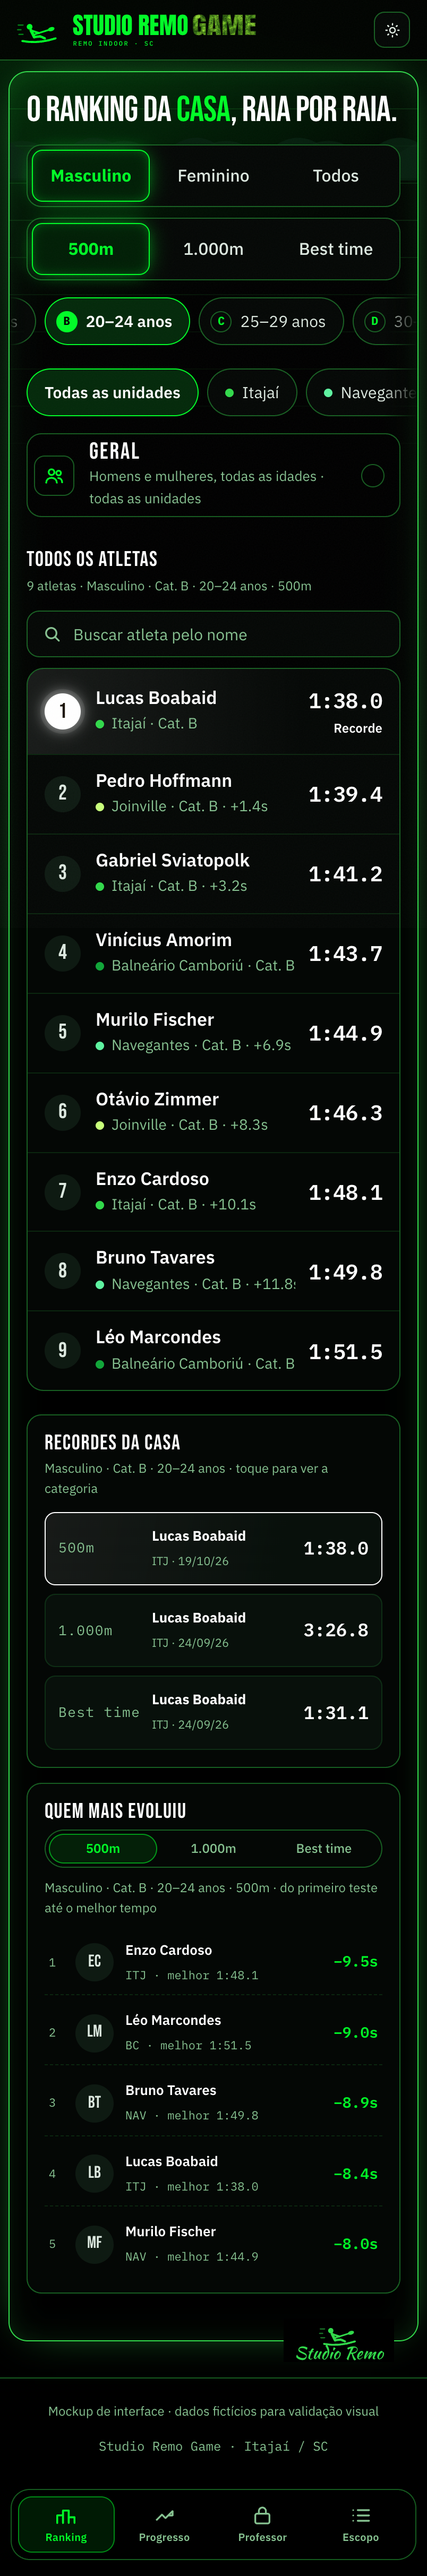 STUDIO REMO GAME
REMO INDOOR · SC
O RANKING DA CASA, RAIA POR RAIA.
Masculino Feminino Todos
500m 1.000m Best time
s B 20–24 anos C 25–29 anos D 30
Todas as unidades Itajaí Navegante
GERAL
Homens e mulheres, todas as idades ·
todas as unidades
TODOS OS ATLETAS
9 atletas · Masculino · Cat. B · 20–24 anos · 500m
Buscar atleta pelo nome
1 Lucas Boabaid 1:38.0
Itajaí · Cat. B Recorde
2 Pedro Hoffmann 1:39.4
Joinville · Cat. B · +1.4s
3 Gabriel Sviatopolk 1:41.2
Itajaí · Cat. B · +3.2s
4 Vinícius Amorim 1:43.7
Balneário Camboriú · Cat. B
5 Murilo Fischer 1:44.9
Navegantes · Cat. B · +6.9s
6 Otávio Zimmer 1:46.3
Joinville · Cat. B · +8.3s
7 Enzo Cardoso 1:48.1
Itajaí · Cat. B · +10.1s
8 Bruno Tavares 1:49.8
Navegantes · Cat. B · +11.8s
9 Léo Marcondes 1:51.5
Balneário Camboriú · Cat. B
RECORDES DA CASA
Masculino · Cat. B · 20–24 anos · toque para ver a
categoria
500m Lucas Boabaid 1:38.0
ITJ · 19/10/26
1.000m Lucas Boabaid 3:26.8
ITJ · 24/09/26
Best time Lucas Boabaid 1:31.1
ITJ · 24/09/26
QUEM MAIS EVOLUIU
500m 1.000m Best time
Masculino · Cat. B · 20–24 anos · 500m · do primeiro teste
até o melhor tempo
1 EC Enzo Cardoso −9.5s
ITJ · melhor 1:48.1
2 LM Léo Marcondes −9.0s
BC · melhor 1:51.5
3 BT Bruno Tavares −8.9s
NAV · melhor 1:49.8
4 LB Lucas Boabaid −8.4s
ITJ · melhor 1:38.0
5 MF Murilo Fischer −8.0s
NAV · melhor 1:44.9
Studio Remo
Mockup de interface · dados fictícios para validação visual
Studio Remo Game · Itajaí / SC
Ranking Progresso Professor Escopo